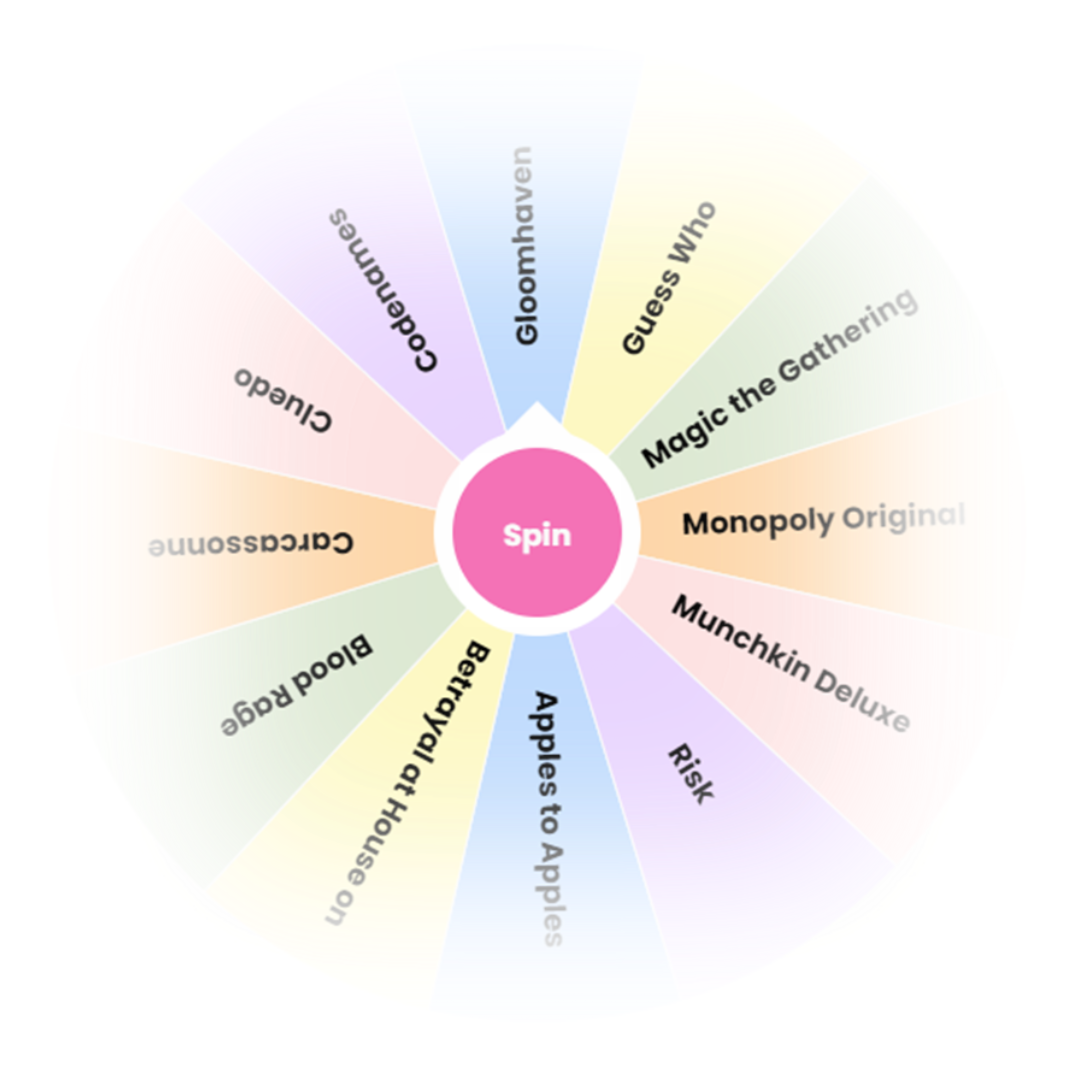 Gloomhaven
Guess Who
Magic the Gathering
Monopoly Original
Munchkin Deluxe
Risk
Apples to Apples
Betrayal at House on
Blood Rage
Carcassonne
Cluedo
Codenames
Spin